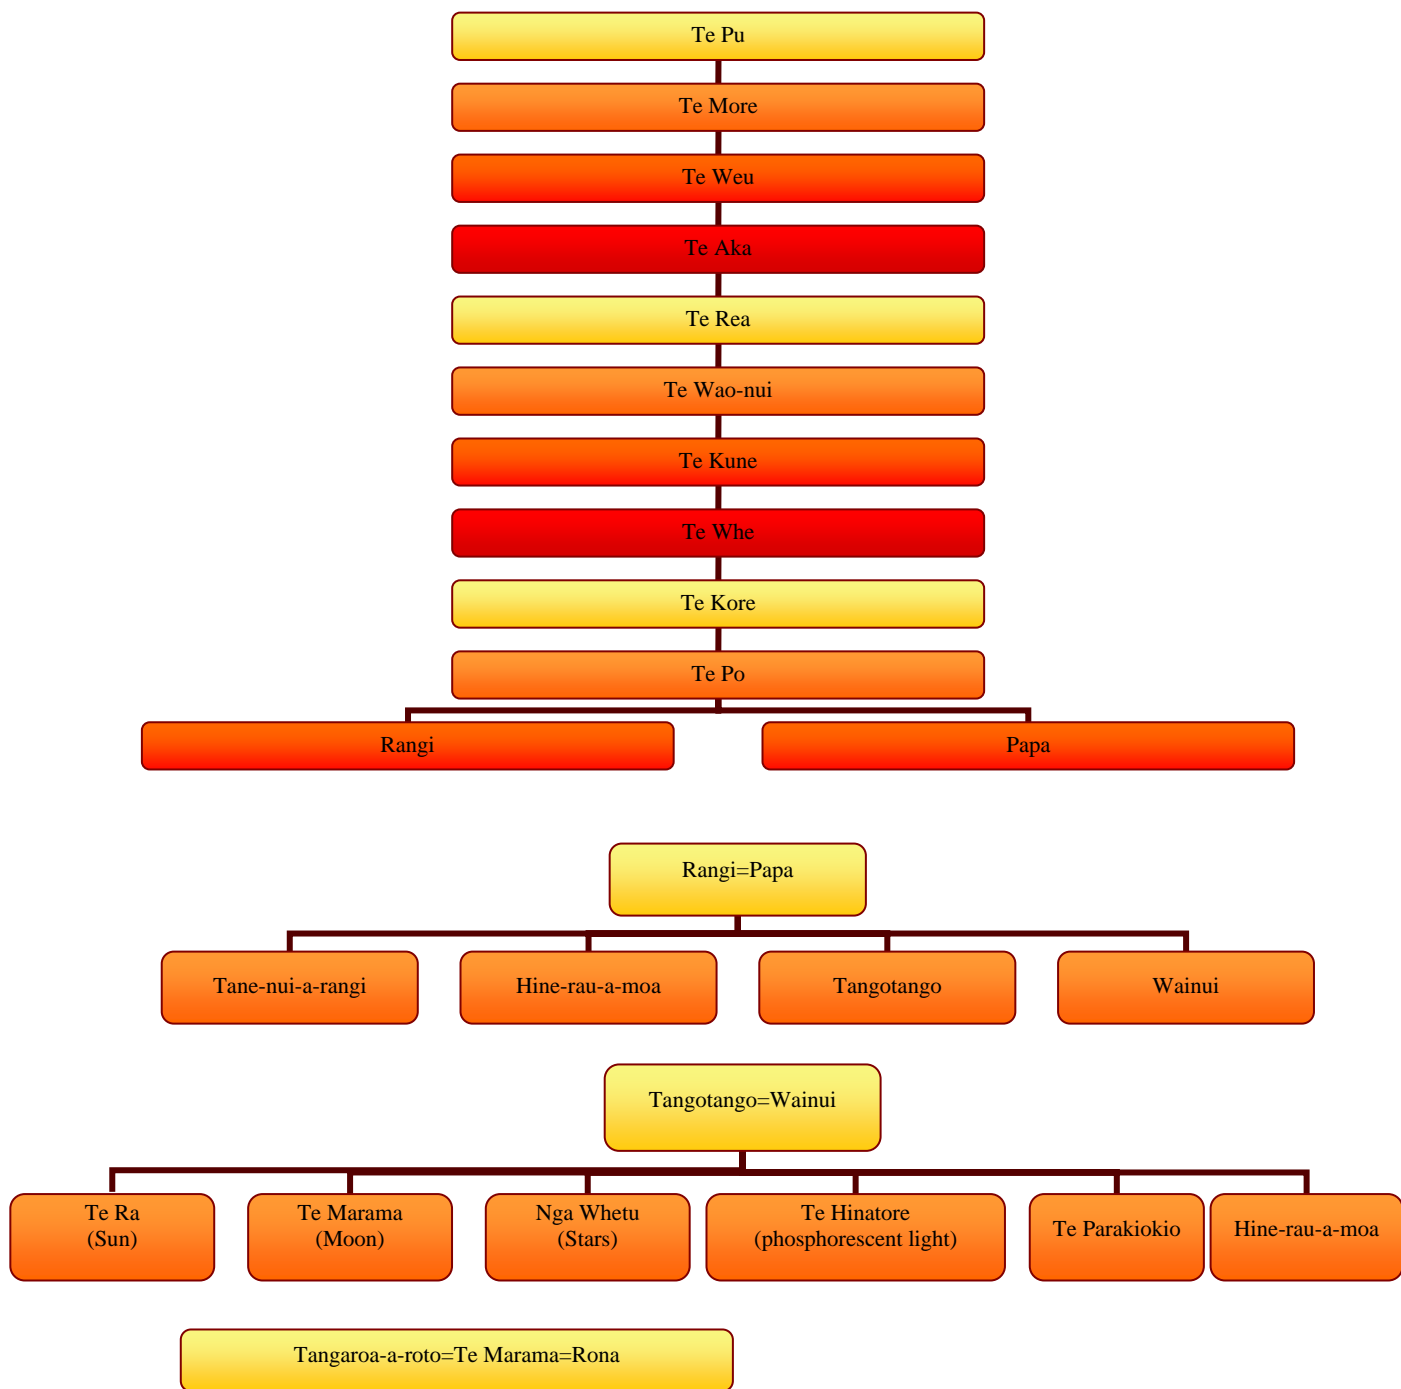 Te Pu
Te More
Te Weu
Te Aka
Te Rea
Te Wao-nui
Te Kune
Te Whe
Te Kore
Te Po
Rangi
Papa
Rangi=Papa
Tane-nui-a-rangi
Hine-rau-a-moa
Tangotango
Wainui
Tangotango=Wainui
Te Ra
(Sun)
Te Marama
(Moon)
Nga Whetu
(Stars)
Te Hinatore
(phosphorescent light)
Te Parakiokio
Hine-rau-a-moa
Tangaroa-a-roto=Te Marama=Rona